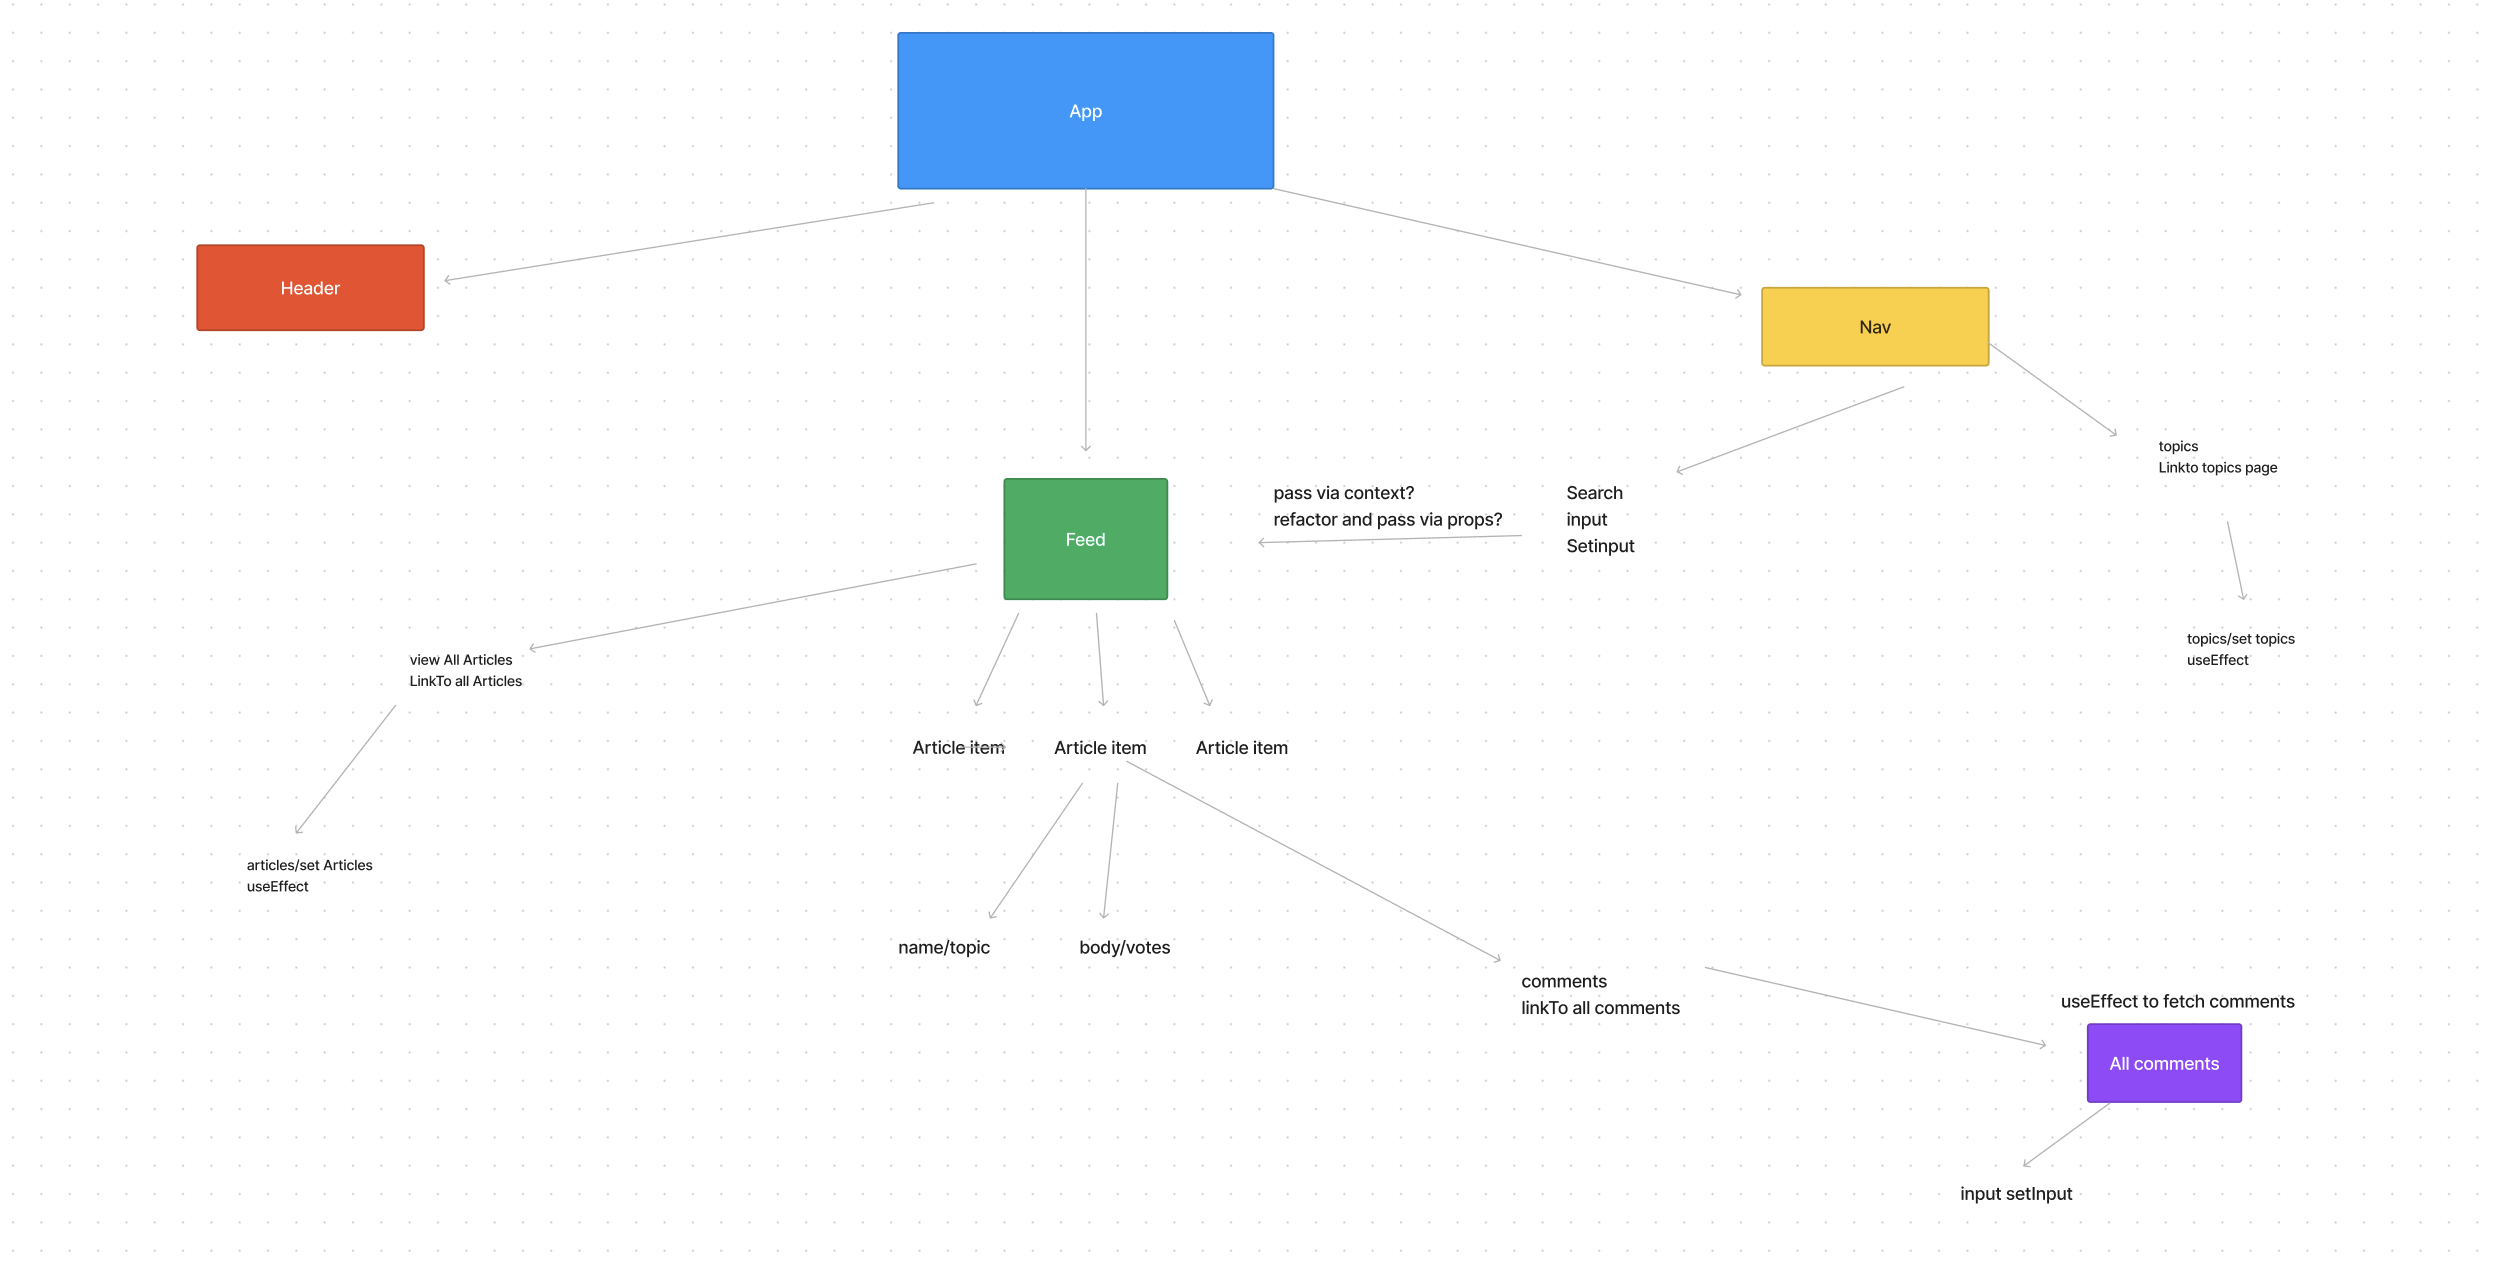 App
Header
Nav
topics
Linkto topics page
pass via context?
refactor and pass via props?
Search
input
Setinput
Feed
topics/set topics
useEffect
view All Articles
LinkTo all Articles
Article item
Article item
Article item
articles/set Articles
useEffect
name/topic
body/votes
comments
linkTo all comments
useEffect to fetch comments
All comments
input setInput